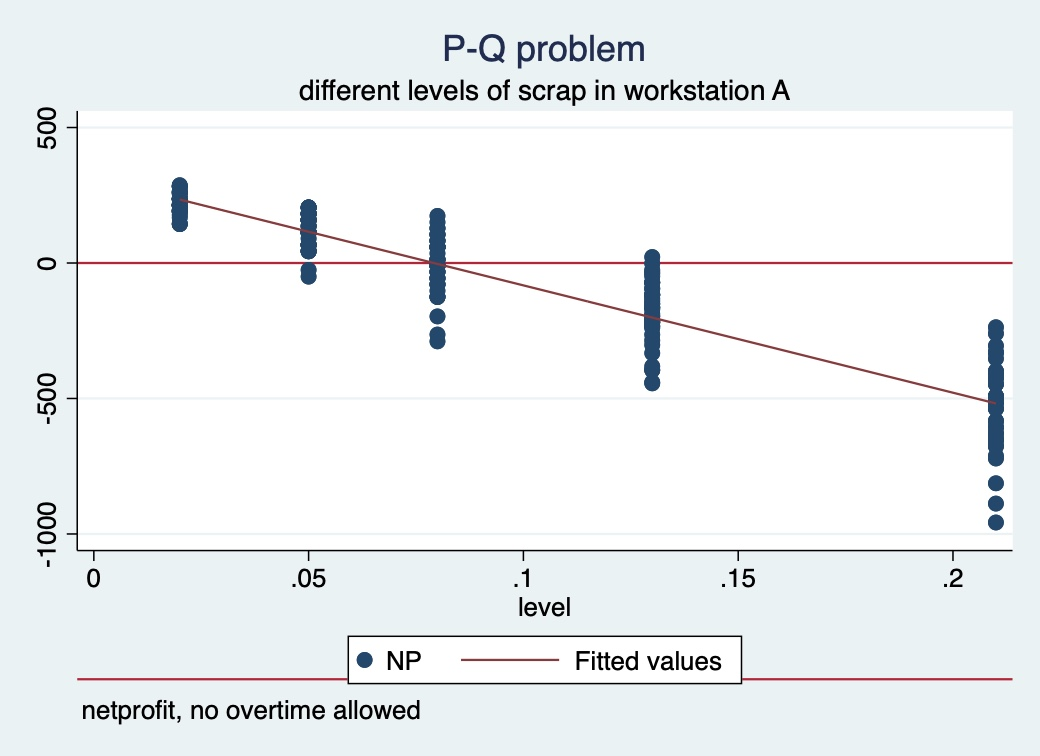 P-Q problem
different levels of scrap in workstation A
500
0
-500
-1000
0 .05 .1 .15 .2
level
NP Fitted values
netprofit, no overtime allowed